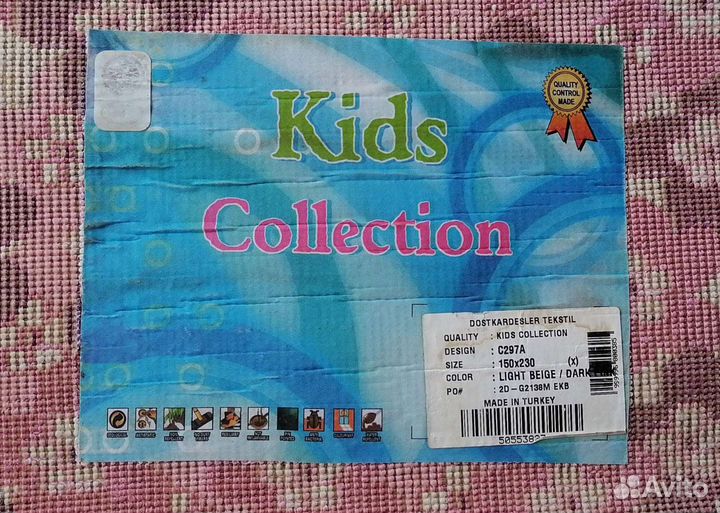 Kids
Collection
QUALITY
CONTROL
MADE
DOSTKARDESLER TEKSTIL
QUALITY : KIDS COLLECTION
DESIGN : C297A
SIZE : 150x230 (X)
COLOR : LIGHT BEIGE / DARK
PO# : 2D-G2138M EKB
MADE IN TURKEY
Avito